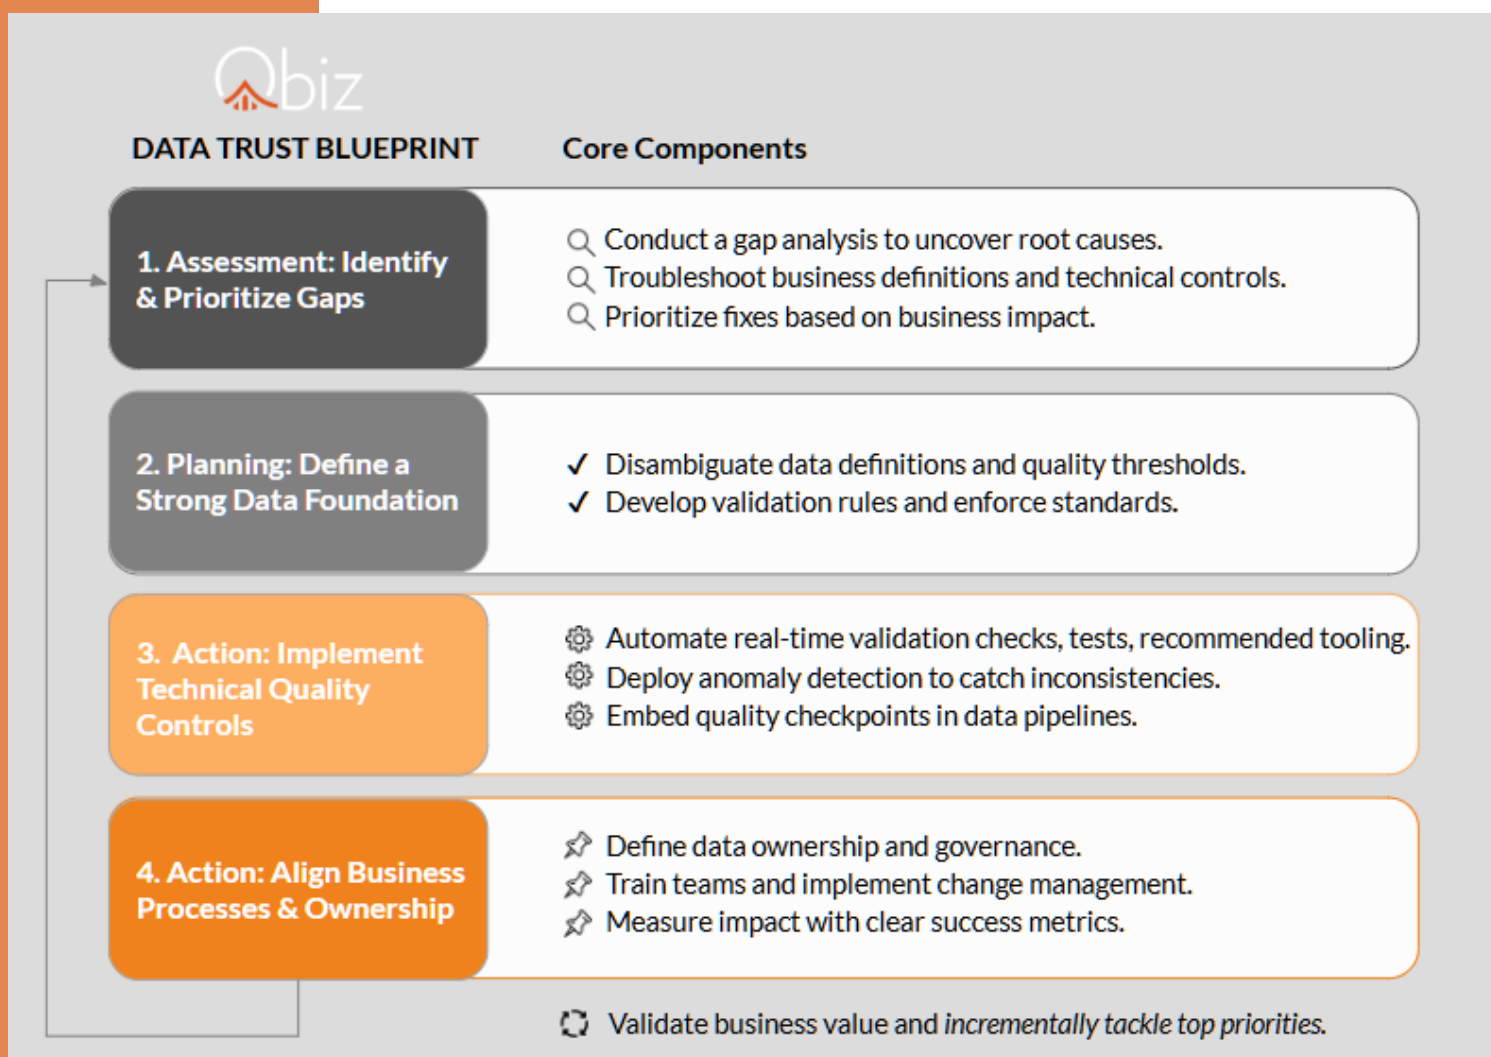 Qbiz
DATA TRUST BLUEPRINT
Core Components
1. Assessment: Identify
& Prioritize Gaps
Conduct a gap analysis to uncover root causes.
Troubleshoot business definitions and technical controls.
Prioritize fixes based on business impact.
2. Planning: Define a
Strong Data Foundation
✓ Disambiguate data definitions and quality thresholds.
✓ Develop validation rules and enforce standards.
3. Action: Implement
Technical Quality
Controls
Automate real-time validation checks, tests, recommended tooling.
Deploy anomaly detection to catch inconsistencies.
Embed quality checkpoints in data pipelines.
4. Action: Align Business
Processes & Ownership
Define data ownership and governance.
Train teams and implement change management.
Measure impact with clear success metrics.
Validate business value and incrementally tackle top priorities.